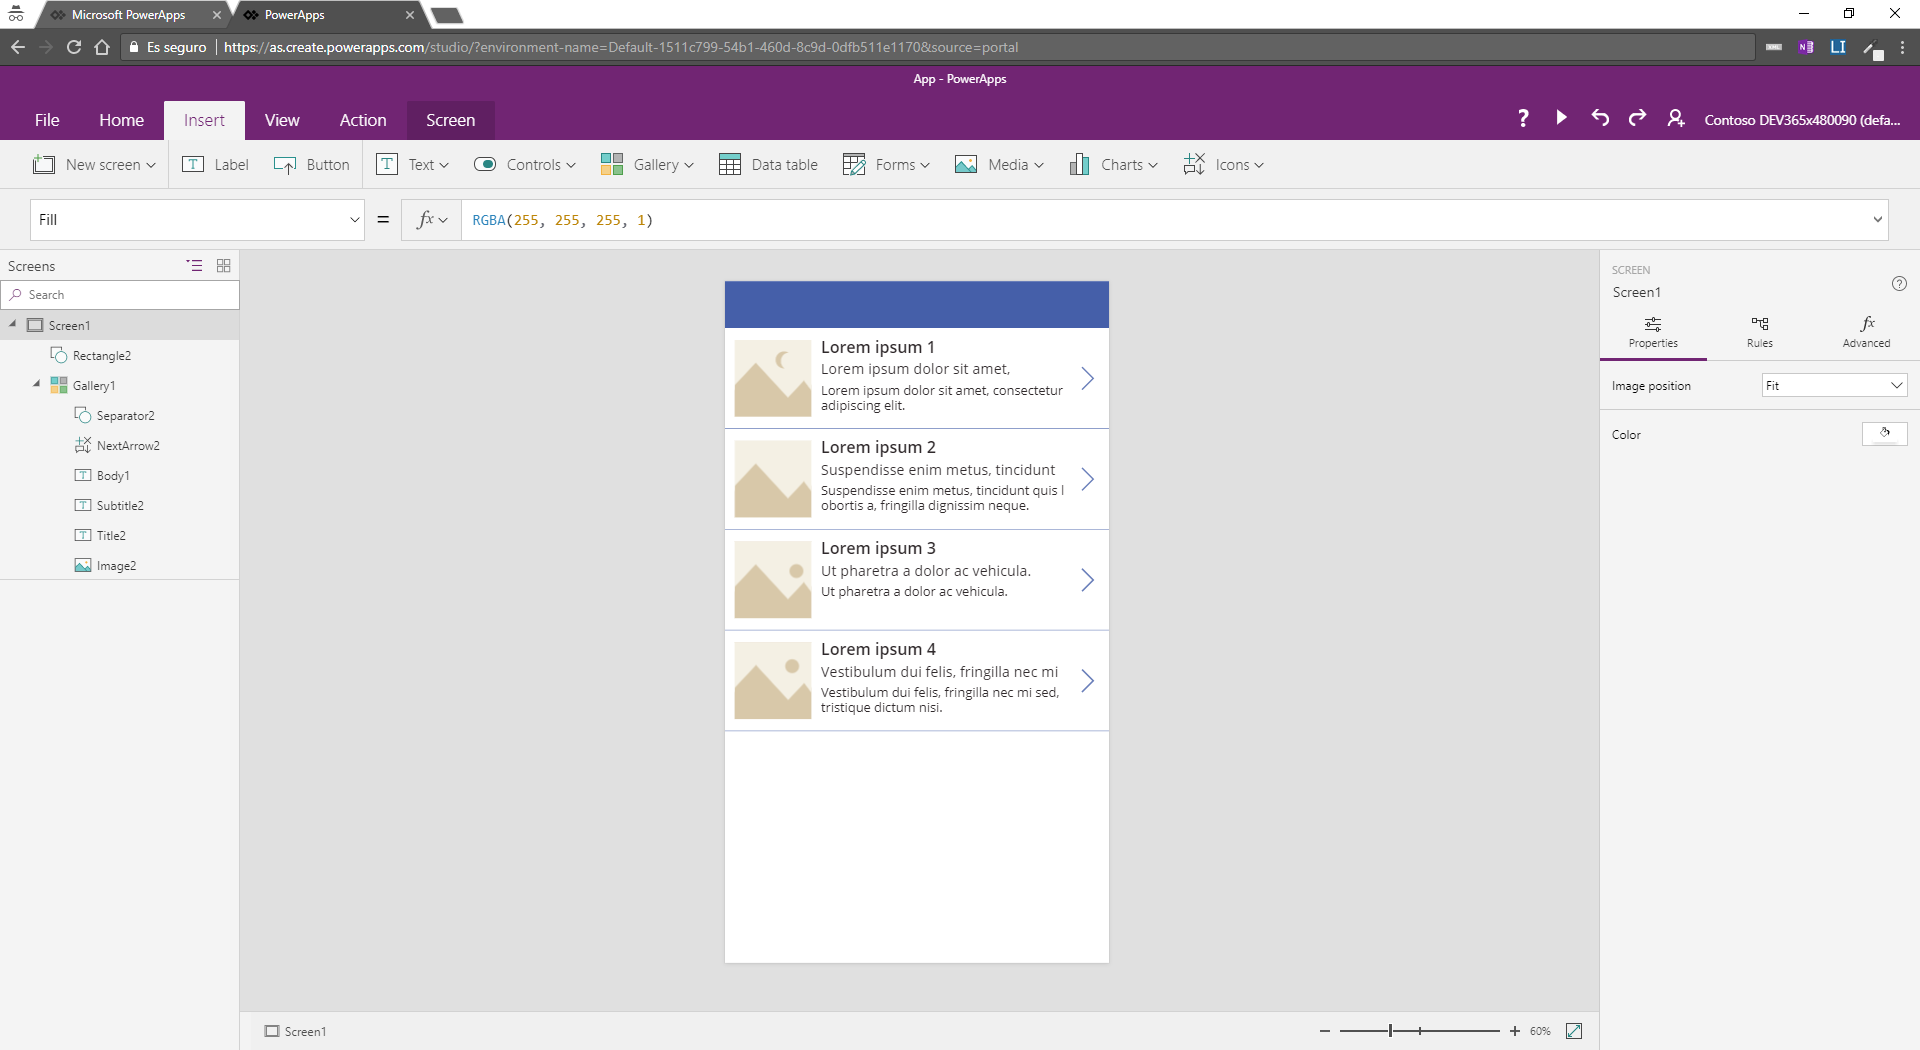 Microsoft PowerApps
PowerApps
Es seguro https://as.create.powerapps.com/studio/?environment-name=Default-1511c799-54b1-460d-8c9d-0dfb511e1170&source=portal
App - PowerApps
File Home Insert View Action Screen
? Contoso DEV365x480090 (defa...
New screen Label Button Text Controls Gallery Data table Forms Media Charts Icons
Fill = fx RGBA(255, 255, 255, 1)
Screens
Search
Screen1
Rectangle2
Gallery1
Separator2
NextArrow2
Body1
Subtitle2
Title2
Image2
Lorem ipsum 1
Lorem ipsum dolor sit amet,
Lorem ipsum dolor sit amet, consectetur
adipiscing elit.
Lorem ipsum 2
Suspendisse enim metus, tincidunt
Suspendisse enim metus, tincidunt quis l
obortis a, fringilla dignissim neque.
Lorem ipsum 3
Ut pharetra a dolor ac vehicula.
Ut pharetra a dolor ac vehicula.
Lorem ipsum 4
Vestibulum dui felis, fringilla nec mi
Vestibulum dui felis, fringilla nec mi sed,
tristique dictum nisi.
SCREEN
Screen1
?
fx
Properties Rules Advanced
Image position Fit
Color
Screen1
60%